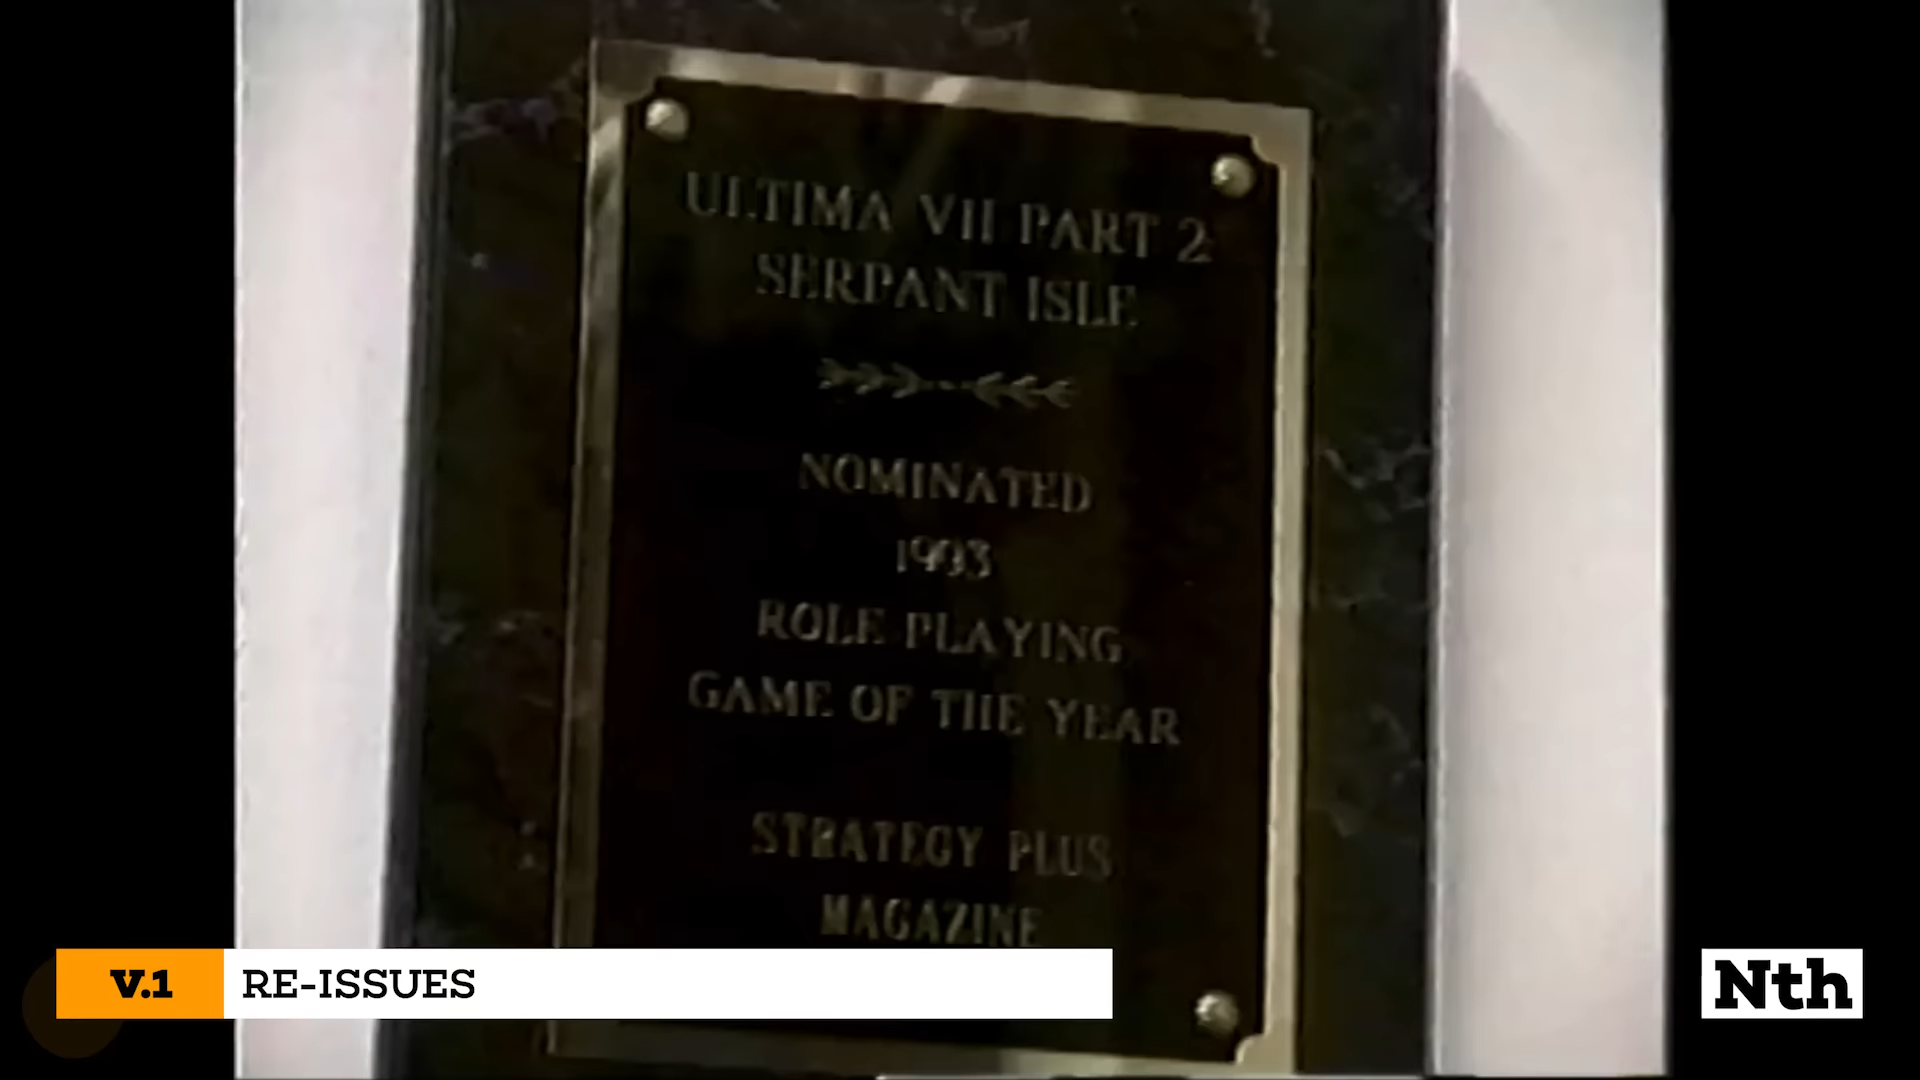 ULTIMA VII PART 2
SERPANT ISLE
NOMINATED
1993
ROLE PLAYING
GAME OF THE YEAR
STRATEGY PLUS
MAGAZINE
V.1 RE-ISSUES
Nth